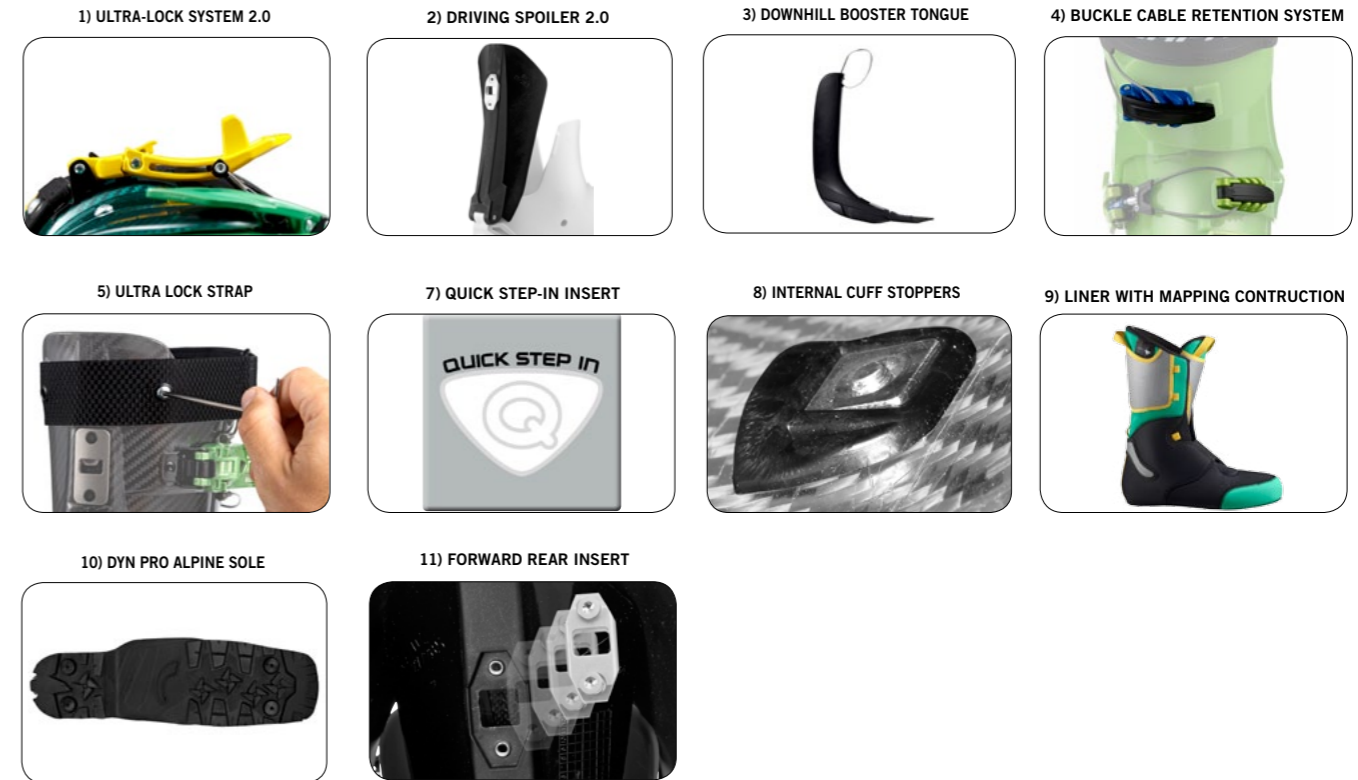 1) ULTRA-LOCK SYSTEM 2.0
2) DRIVING SPOILER 2.0
3) DOWNHILL BOOSTER TONGUE
4) BUCKLE CABLE RETENTION SYSTEM
5) ULTRA LOCK STRAP
7) QUICK STEP-IN INSERT
8) INTERNAL CUFF STOPPERS
9) LINER WITH MAPPING CONTRUCTION
QUICK STEP IN
Q
10) DYN PRO ALPINE SOLE
11) FORWARD REAR INSERT